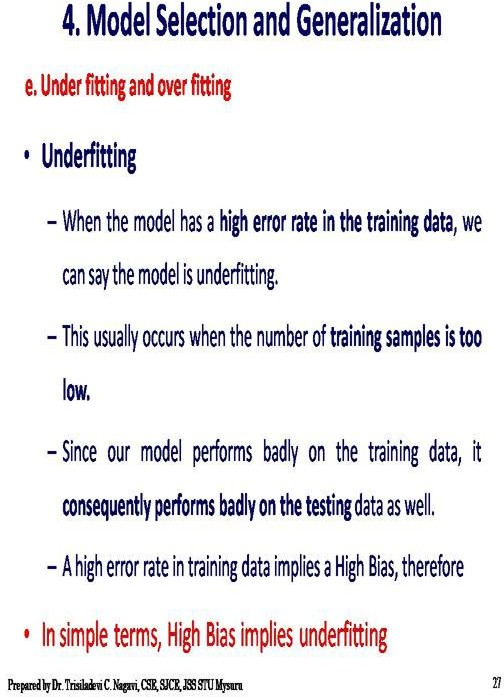 4. Model Selection and Generalization
e. Under fitting and over fitting
• Underfitting
– When the model has a high error rate in the training data, we
can say the model is underfitting.
– This usually occurs when the number of training samples is too
low.
– Since our model performs badly on the training data, it
consequently performs badly on the testing data as well.
– A high error rate in training data implies a High Bias, therefore
• In simple terms, High Bias implies underfitting
Prepared by Dr. Trisiladevi C. Nagavi, CSE, SJCE, JSS STU Mysuru
27